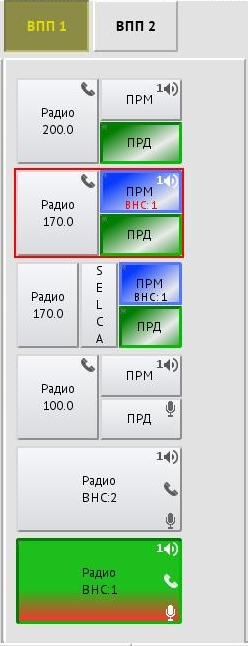 ВПП 1
ВПП 2
Радио
200.0
1
ПРМ
ПРД
Радио
170.0
1
ПРМ
ВНС: 1
ПРД
Радио
170.0
S
E
L
C
A
ПРМ
ВНС: 1
ПРД
Радио
100.0
1
ПРМ
ПРД
1
Радио
ВНС:2
1
Радио
ВНС:1